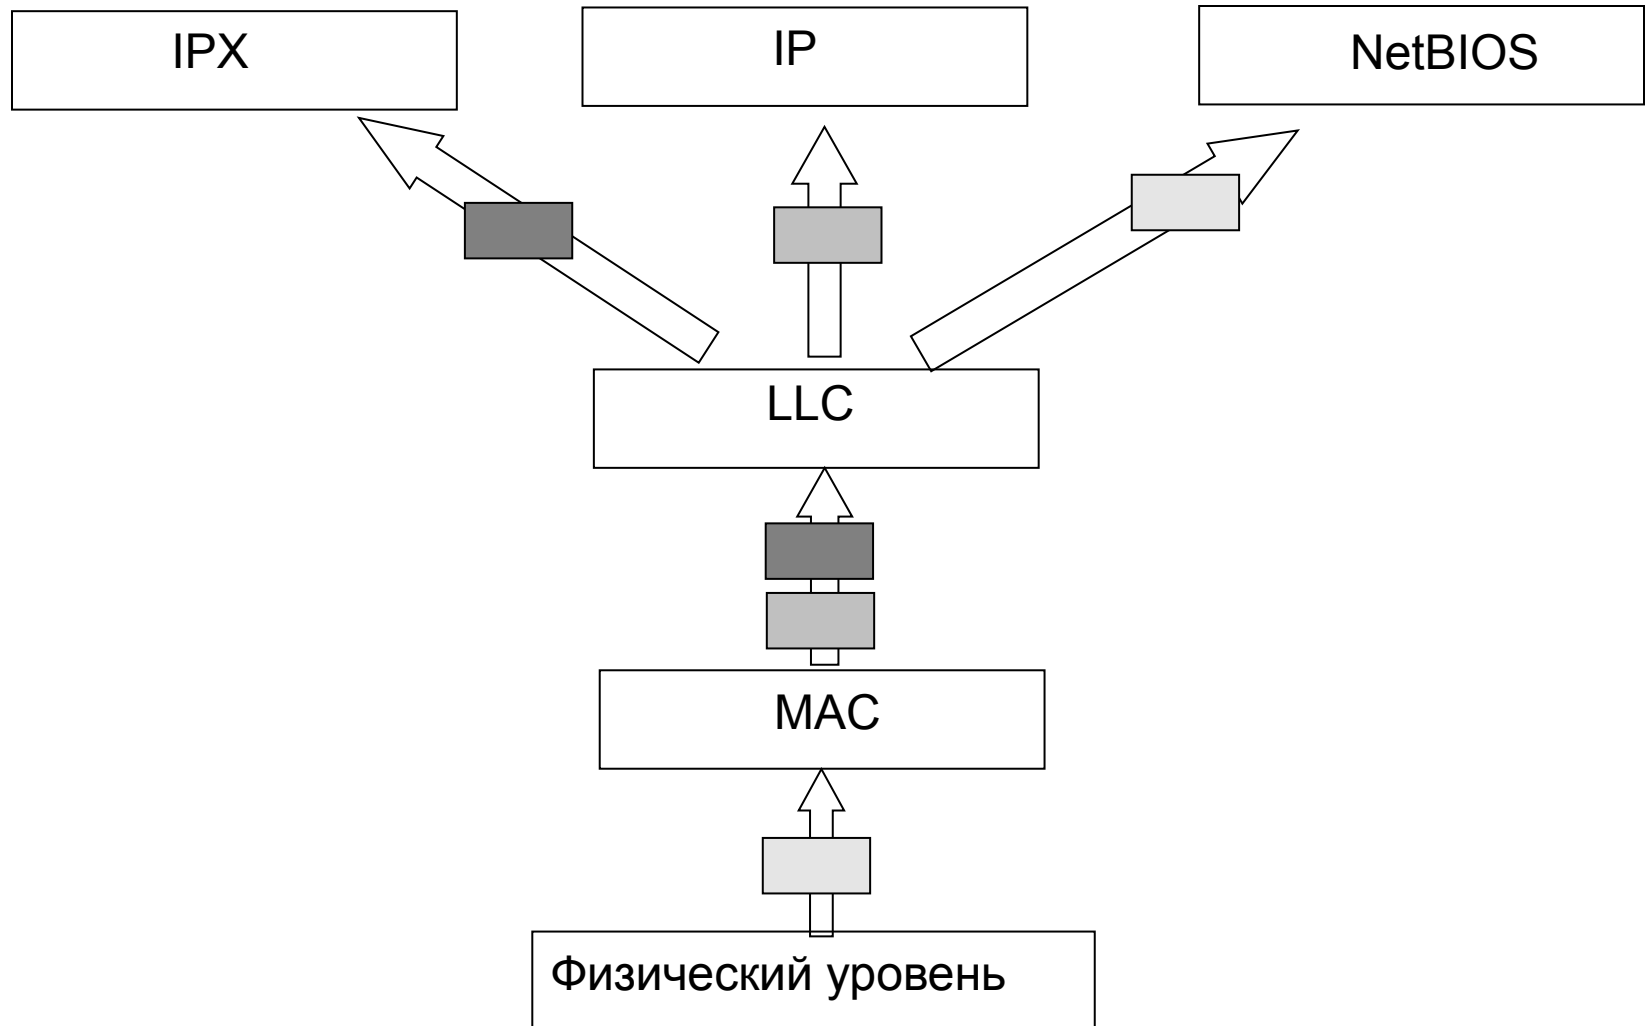 IPX
IP
NetBIOS
LLC
MAC
Физический уровень